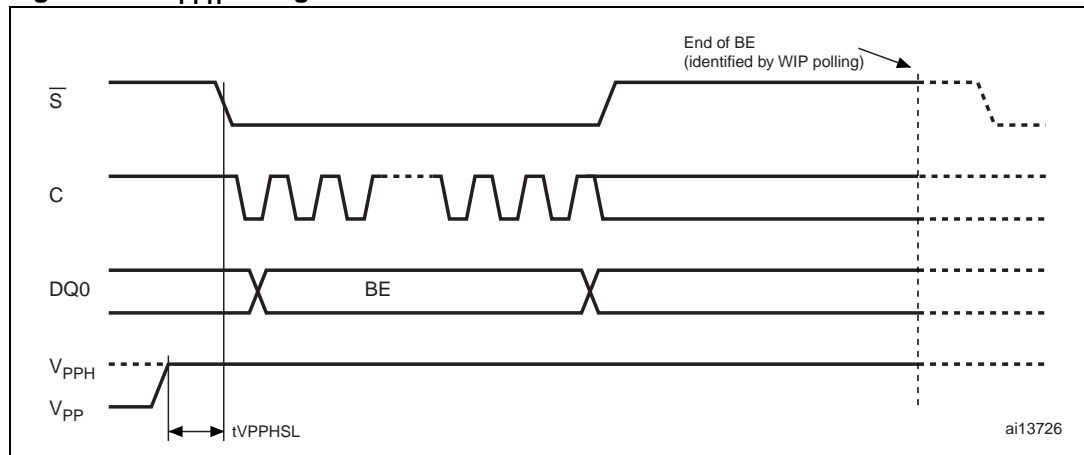 End of BE
(identified by WIP polling)
S
C
DQ0
BE
VPPH
VPP
tVPPHSL
ai13726